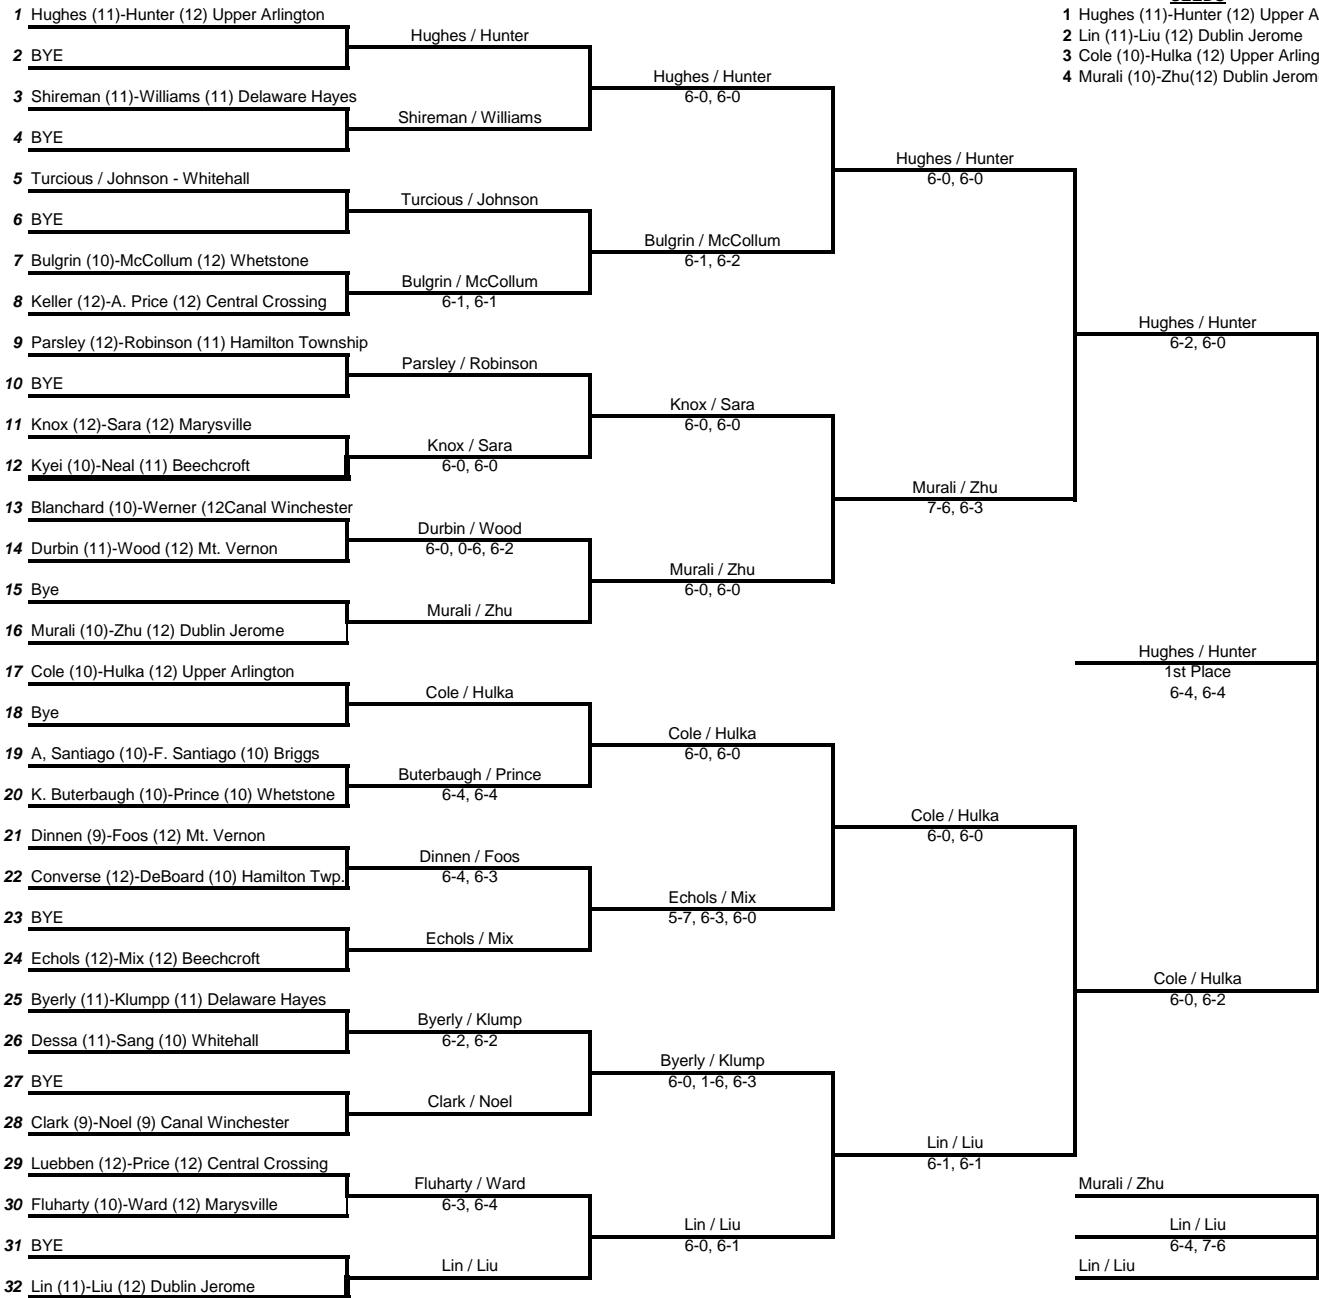 SEEDS
1 Hughes (11)-Hunter (12) Upper A
2 Lin (11)-Liu (12) Dublin Jerome
3 Cole (10)-Hulka (12) Upper Arling
4 Murali (10)-Zhu(12) Dublin Jerom
1 Hughes (11)-Hunter (12) Upper Arlington
2 BYE
3 Shireman (11)-Williams (11) Delaware Hayes
4 BYE
5 Turcious / Johnson - Whitehall
6 BYE
7 Bulgrin (10)-McCollum (12) Whetstone
8 Keller (12)-A. Price (12) Central Crossing
9 Parsley (12)-Robinson (11) Hamilton Township
10 BYE
11 Knox (12)-Sara (12) Marysville
12 Kyei (10)-Neal (11) Beechcroft
13 Blanchard (10)-Werner (12Canal Winchester
14 Durbin (11)-Wood (12) Mt. Vernon
15 Bye
16 Murali (10)-Zhu (12) Dublin Jerome
17 Cole (10)-Hulka (12) Upper Arlington
18 Bye
19 A, Santiago (10)-F. Santiago (10) Briggs
20 K. Buterbaugh (10)-Prince (10) Whetstone
21 Dinnen (9)-Foos (12) Mt. Vernon
22 Converse (12)-DeBoard (10) Hamilton Twp.
23 BYE
24 Echols (12)-Mix (12) Beechcroft
25 Byerly (11)-Klumpp (11) Delaware Hayes
26 Dessa (11)-Sang (10) Whitehall
27 BYE
28 Clark (9)-Noel (9) Canal Winchester
29 Luebben (12)-Price (12) Central Crossing
30 Fluharty (10)-Ward (12) Marysville
31 BYE
32 Lin (11)-Liu (12) Dublin Jerome
Hughes / Hunter
Shireman / Williams
Turcious / Johnson
Bulgrin / McCollum
6-1, 6-1
Parsley / Robinson
Knox / Sara
6-0, 6-0
Durbin / Wood
6-0, 0-6, 6-2
Murali / Zhu
Cole / Hulka
Buterbaugh / Prince
6-4, 6-4
Dinnen / Foos
6-4, 6-3
Echols / Mix
Byerly / Klump
6-2, 6-2
Clark / Noel
Fluharty / Ward
6-3, 6-4
Lin / Liu
Hughes / Hunter
6-0, 6-0
Bulgrin / McCollum
6-1, 6-2
Knox / Sara
6-0, 6-0
Murali / Zhu
6-0, 6-0
Cole / Hulka
6-0, 6-0
Echols / Mix
5-7, 6-3, 6-0
Byerly / Klump
6-0, 1-6, 6-3
Lin / Liu
6-0, 6-1
Hughes / Hunter
6-0, 6-0
Murali / Zhu
7-6, 6-3
Cole / Hulka
6-0, 6-0
Lin / Liu
6-1, 6-1
Hughes / Hunter
6-2, 6-0
Hughes / Hunter
1st Place
6-4, 6-4
Cole / Hulka
6-0, 6-2
Murali / Zhu
Lin / Liu
6-4, 7-6
Lin / Liu